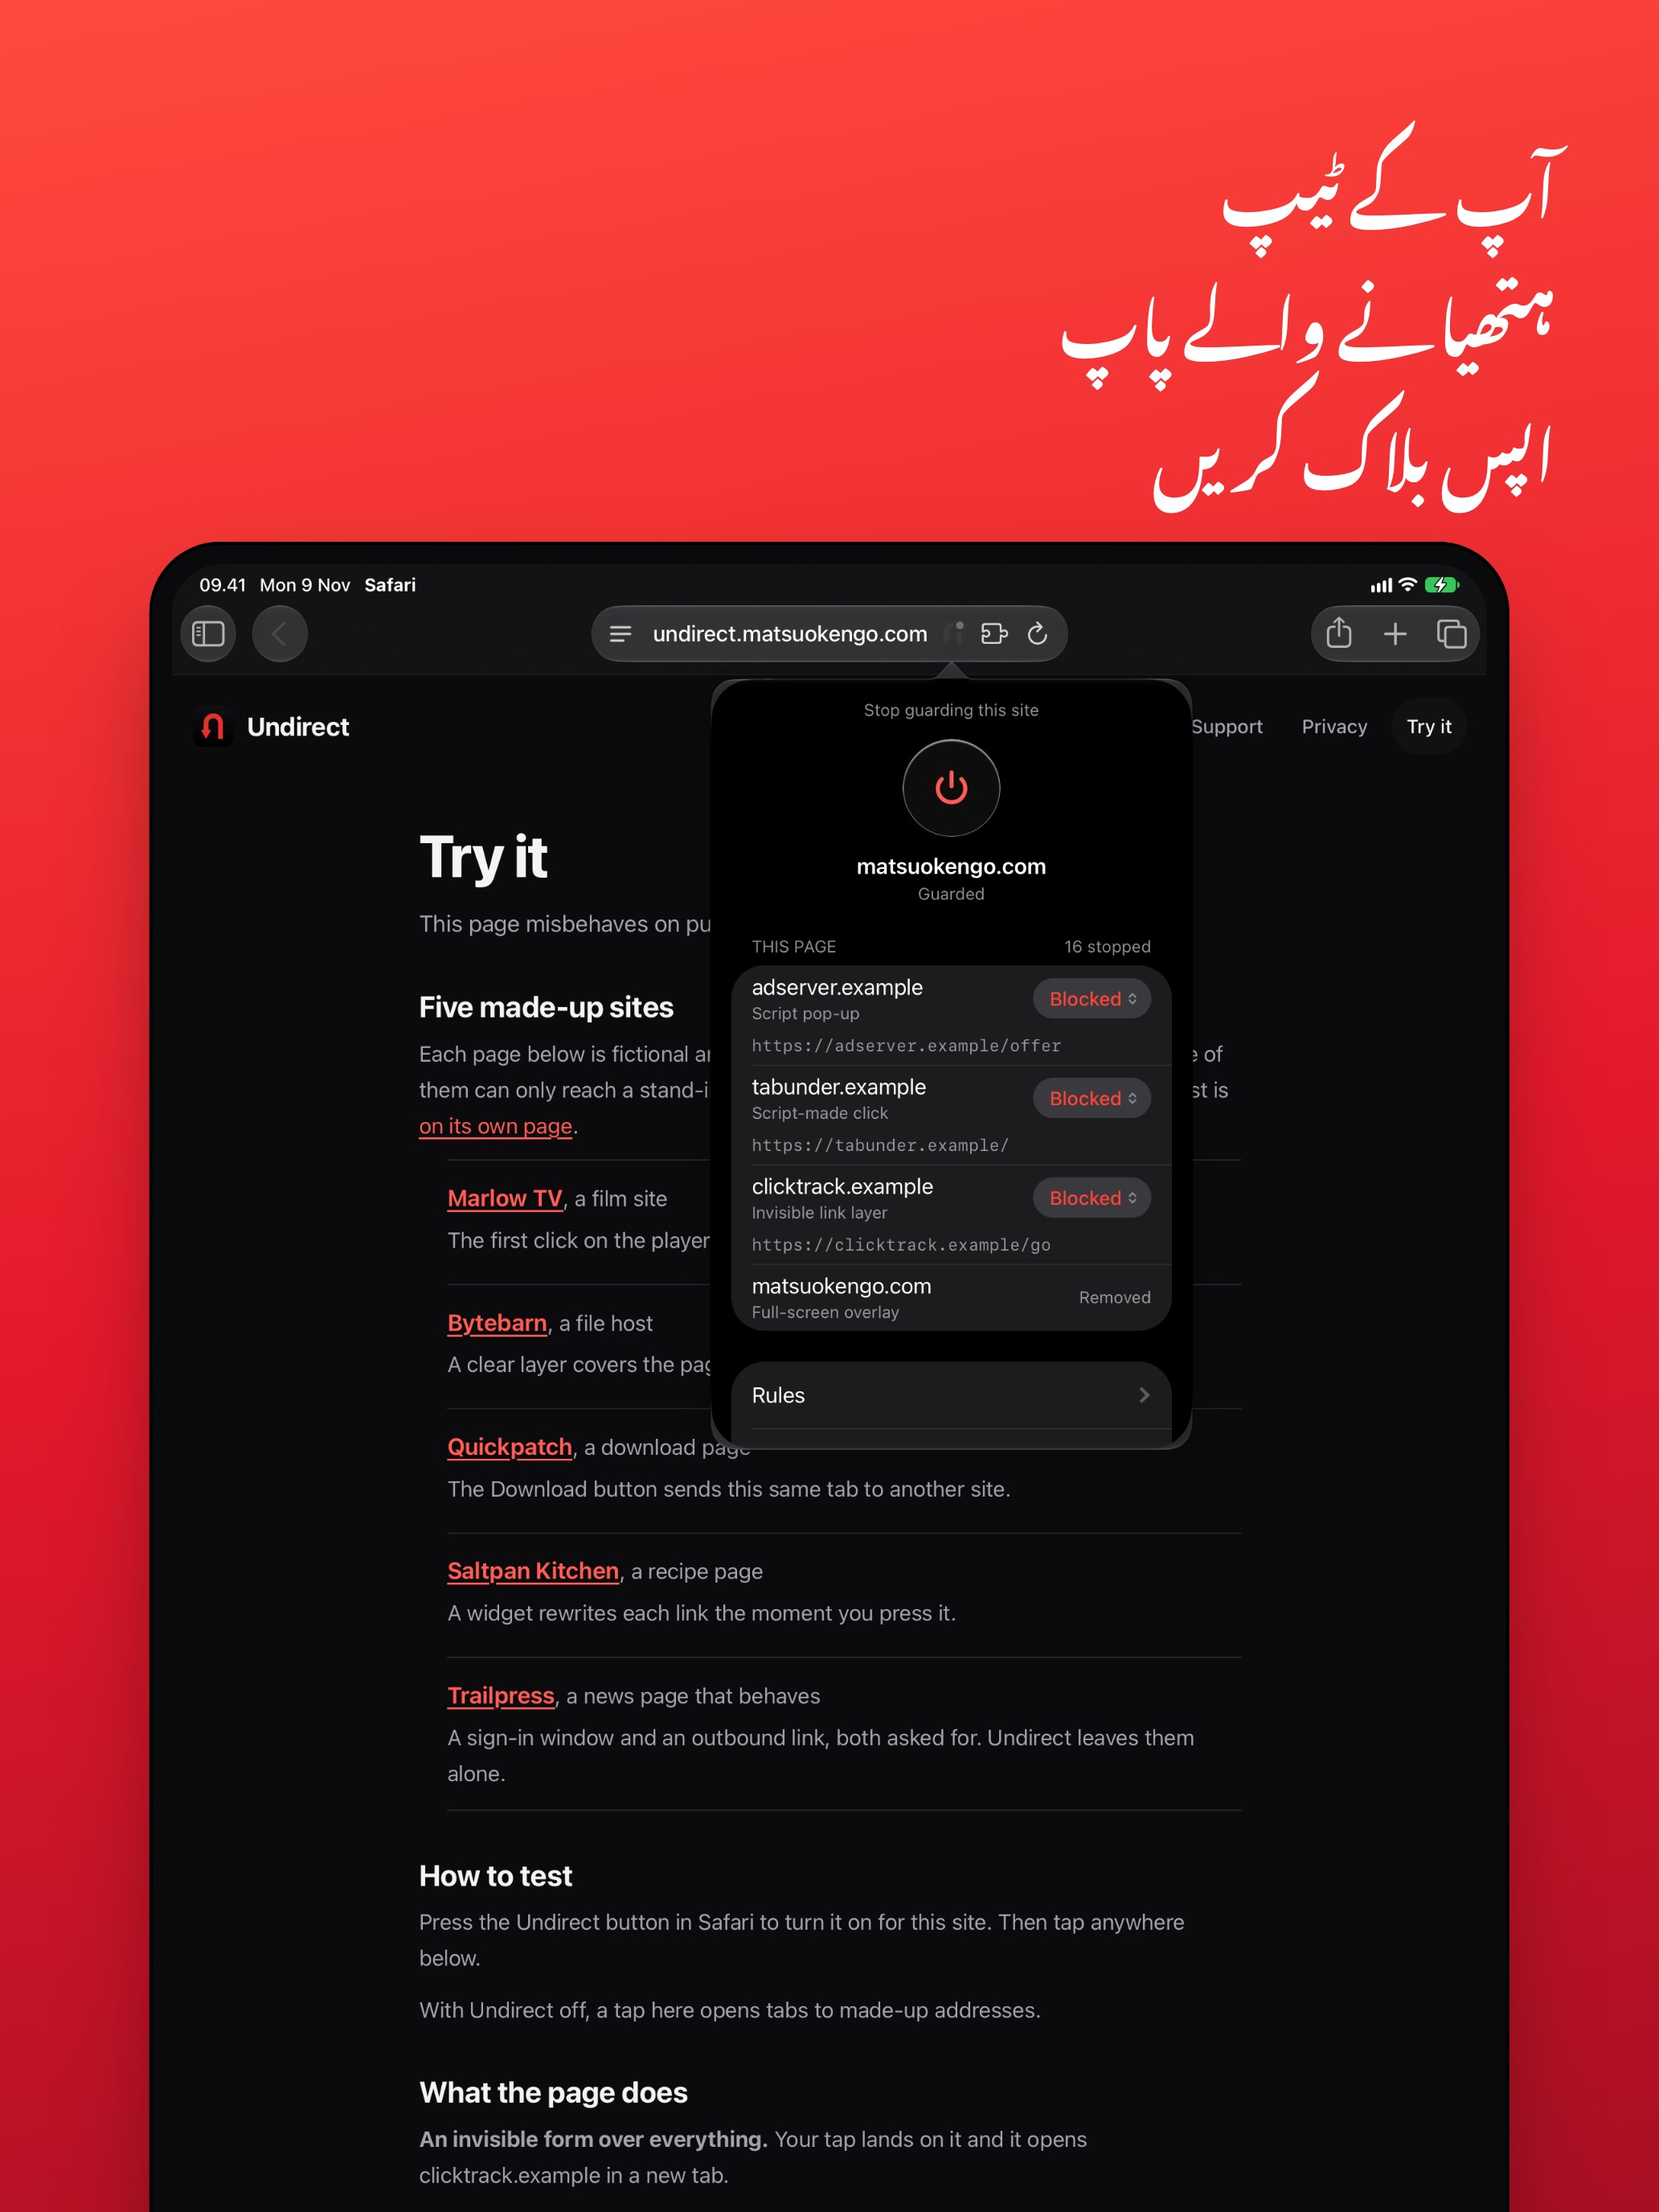 آپ کے ٹیپ
ہتھیانے والے پاپ
اپس بلاک کریں
09.41 Mon 9 Nov Safari
undirect.matsuokengo.com
Undirect
Support Privacy Try it
Stop guarding this site
matsuokengo.com
Guarded
THIS PAGE 16 stopped
adserver.example
Script pop-up
Blocked
https://adserver.example/offer
tabunder.example
Script-made click
Blocked
https://tabunder.example/
clicktrack.example
Invisible link layer
Blocked
https://clicktrack.example/go
matsuokengo.com
Full-screen overlay
Removed
Rules
Try it
This page misbehaves on pu
Five made-up sites
Each page below is fictional of
them can only reach a stand-i st is
on its own page.
Marlow TV, a film site
The first click on the player
Bytebarn, a file host
A clear layer covers the pag
Quickpatch, a download page
The Download button sends this same tab to another site.
Saltpan Kitchen, a recipe page
A widget rewrites each link the moment you press it.
Trailpress, a news page that behaves
A sign-in window and an outbound link, both asked for. Undirect leaves them
alone.
How to test
Press the Undirect button in Safari to turn it on for this site. Then tap anywhere
below.
With Undirect off, a tap here opens tabs to made-up addresses.
What the page does
An invisible form over everything. Your tap lands on it and it opens
clicktrack.example in a new tab.